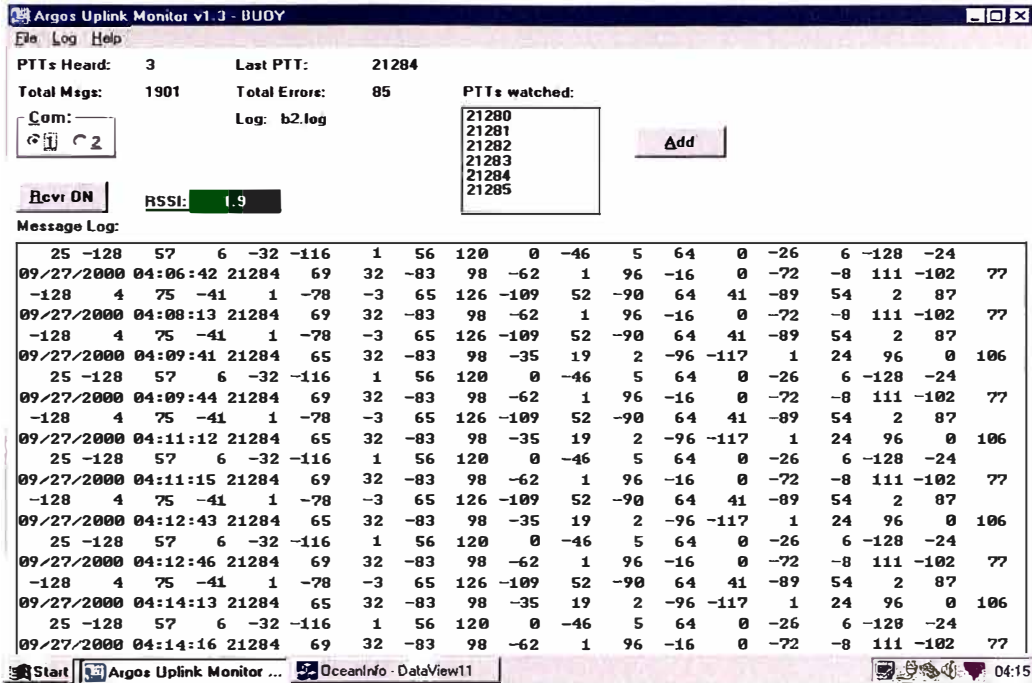 Argos Uplink Monitor v1.3 - BUOY
File Log Help
PTTs Heard: 3 Last PTT: 21284
Total Msgs: 1901 Total Errors: 85 PTTs watched:
Com: Log: b2.log
1 2
21280
21281
21282
21283
21284
21285
Add
Rcvr ON RSSI: 1.9
Message Log:
25 -128 57 6 -32 -116 1 56 120 0 -46 5 64 0 -26 6 -128 -24
09/27/2000 04:06:42 21284 69 32 -83 98 -62 1 96 -16 0 -72 -8 111 -102 77
-128 4 75 -41 1 -78 -3 65 126 -109 52 -90 64 41 -89 54 2 87
09/27/2000 04:08:13 21284 69 32 -83 98 -62 1 96 -16 0 -72 -8 111 -102 77
-128 4 75 -41 1 -78 -3 65 126 -109 52 -90 64 41 -89 54 2 87
09/27/2000 04:09:41 21284 65 32 -83 98 -35 19 2 -96 -117 1 24 96 0 106
25 -128 57 6 -32 -116 1 56 120 0 -46 5 64 0 -26 6 -128 -24
09/27/2000 04:09:44 21284 69 32 -83 98 -62 1 96 -16 0 -72 -8 111 -102 77
-128 4 75 -41 1 -78 -3 65 126 -109 52 -90 64 41 -89 54 2 87
09/27/2000 04:11:12 21284 65 32 -83 98 -35 19 2 -96 -117 1 24 96 0 106
25 -128 57 6 -32 -116 1 56 120 0 -46 5 64 0 -26 6 -128 -24
09/27/2000 04:11:15 21284 69 32 -83 98 -62 1 96 -16 0 -72 -8 111 -102 77
-128 4 75 -41 1 -78 -3 65 126 -109 52 -90 64 41 -89 54 2 87
09/27/2000 04:12:43 21284 65 32 -83 98 -35 19 2 -96 -117 1 24 96 0 106
25 -128 57 6 -32 -116 1 56 120 0 -46 5 64 0 -26 6 -128 -24
09/27/2000 04:12:46 21284 69 32 -83 98 -62 1 96 -16 0 -72 -8 111 -102 77
-128 4 75 -41 1 -78 -3 65 126 -109 52 -90 64 41 -89 54 2 87
09/27/2000 04:14:13 21284 65 32 -83 98 -35 19 2 -96 -117 1 24 96 0 106
25 -128 57 6 -32 -116 1 56 120 0 -46 5 64 0 -26 6 -128 -24
09/27/2000 04:14:16 21284 69 32 -83 98 -62 1 96 -16 0 -72 -8 111 -102 77
Start Argos Uplink Monitor ... OceanInfo - DataView11 04:15